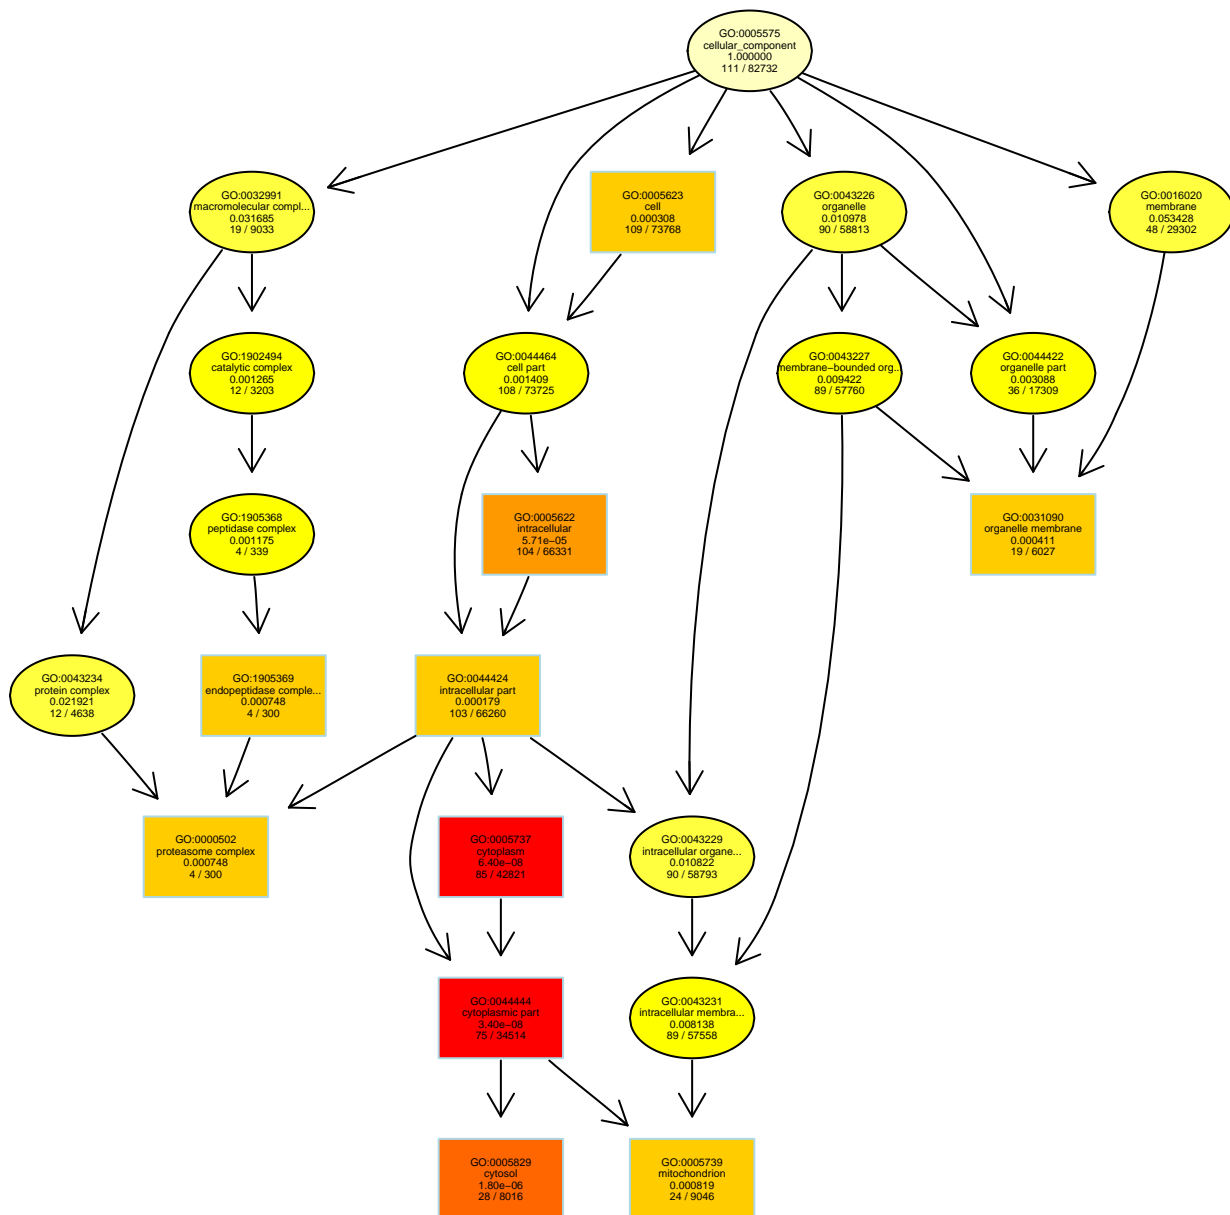 GO:0005575
cellular_component
1.000000
111 / 82732
GO:0032991
macromolecular compl...
0.031685
19 / 9033
GO:0005623
cell
0.000308
109 / 73768
GO:0043226
organelle
0.010978
90 / 58813
GO:0016020
membrane
0.053428
48 / 29302
GO:1902494
catalytic complex
0.001265
12 / 3203
GO:0044464
cell part
0.001409
108 / 73725
GO:0043227
membrane−bounded org...
0.009422
89 / 57760
GO:0044422
organelle part
0.003088
36 / 17309
GO:1905368
peptidase complex
0.001175
4 / 339
GO:0005622
intracellular
5.71e−05
104 / 66331
GO:0031090
organelle membrane
0.000411
19 / 6027
GO:0043234
protein complex
0.021921
12 / 4638
GO:1905369
endopeptidase comple...
0.000748
4 / 300
GO:0044424
intracellular part
0.000179
103 / 66260
GO:0000502
proteasome complex
0.000748
4 / 300
GO:0005737
cytoplasm
6.40e−08
85 / 42821
GO:0043229
intracellular organe...
0.010822
90 / 58793
GO:0044444
cytoplasmic part
3.40e−08
75 / 34514
GO:0043231
intracellular membra...
0.008138
89 / 57558
GO:0005829
cytosol
1.80e−06
28 / 8016
GO:0005739
mitochondrion
0.000819
24 / 9046